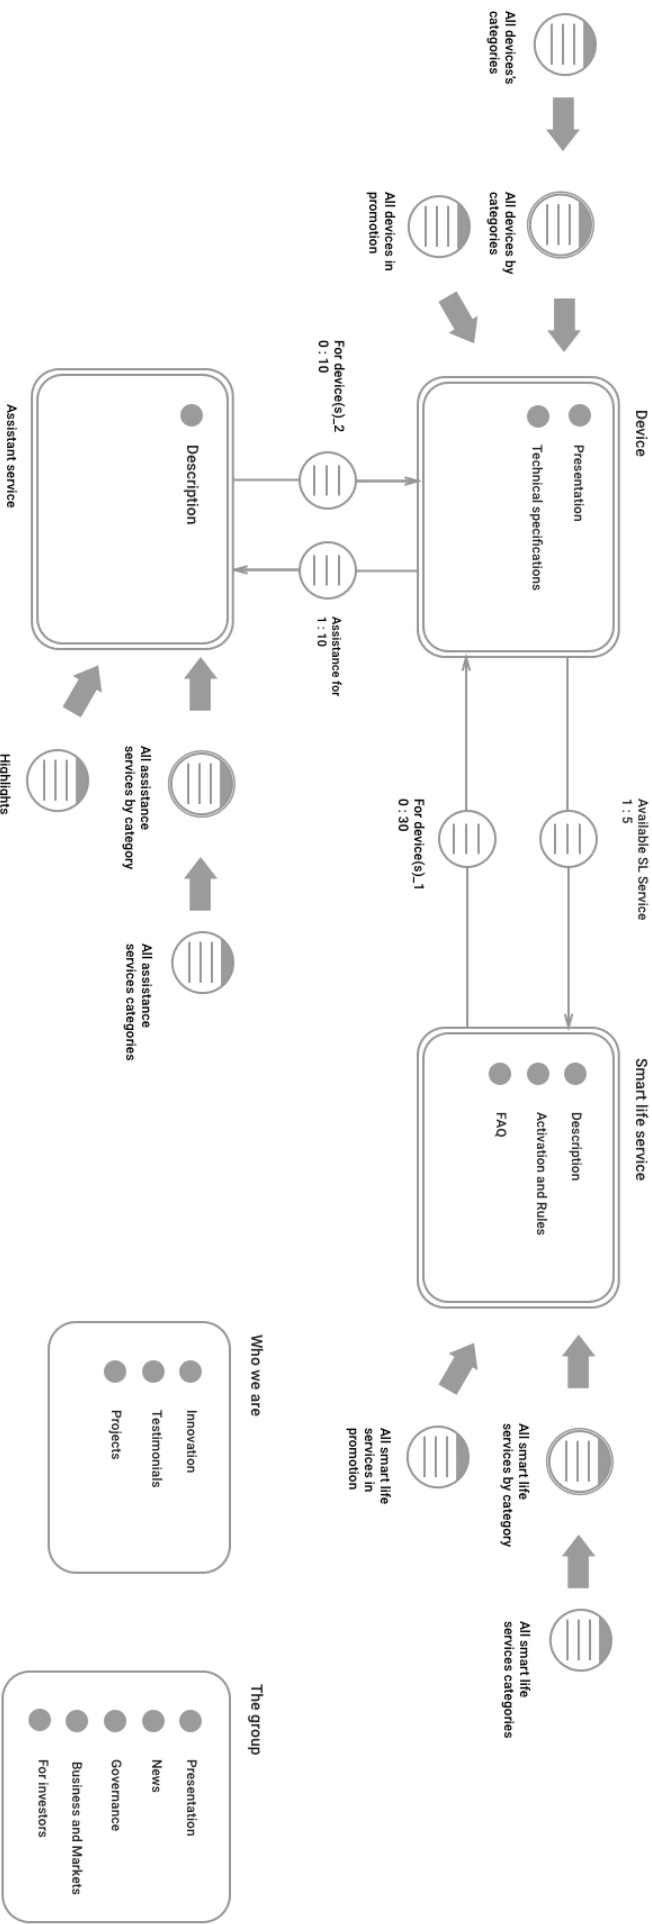 All devices's
categories
All devices by
categories
All devices in
promotion
Device
Presentation
Technical specifications
For device(s)_2
0 : 10
Assistance for
1 : 10
Description
Assistant service
Available SL Service
1 : 5
For device(s)_1
0 : 30
All assistance
services by category
Highlights
All assistance
services categories
Smart life service
Description
Activation and Rules
FAQ
All smart life
services by category
All smart life
services in
promotion
All smart life
services categories
Who we are
Innovation
Testimonials
Projects
The group
Presentation
News
Governance
Business and Markets
For investors